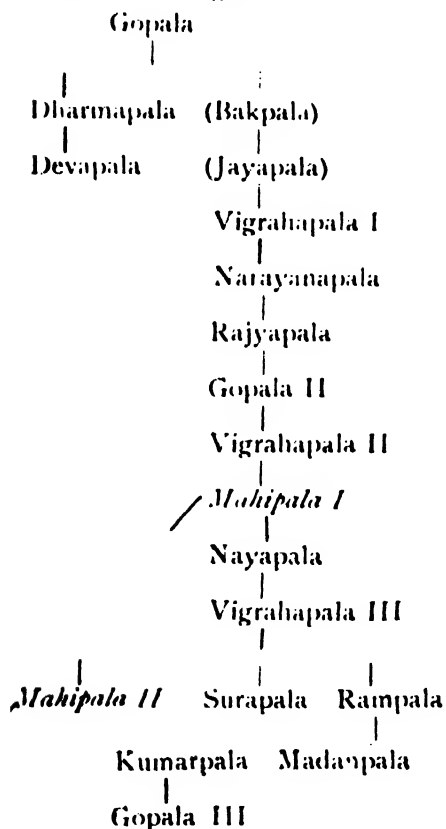 Gopala
Dharmapala (Bakpala)
Devapala (Jayapala)
Vigrahapala I
Narayanapala
Rajyapala
Gopala II
Vigrahapala II
Mahipala I
Nayapala
Vigrahapala III
Mahipala II Surapala Rampala
Kumarpala Madanpala
Gopala III